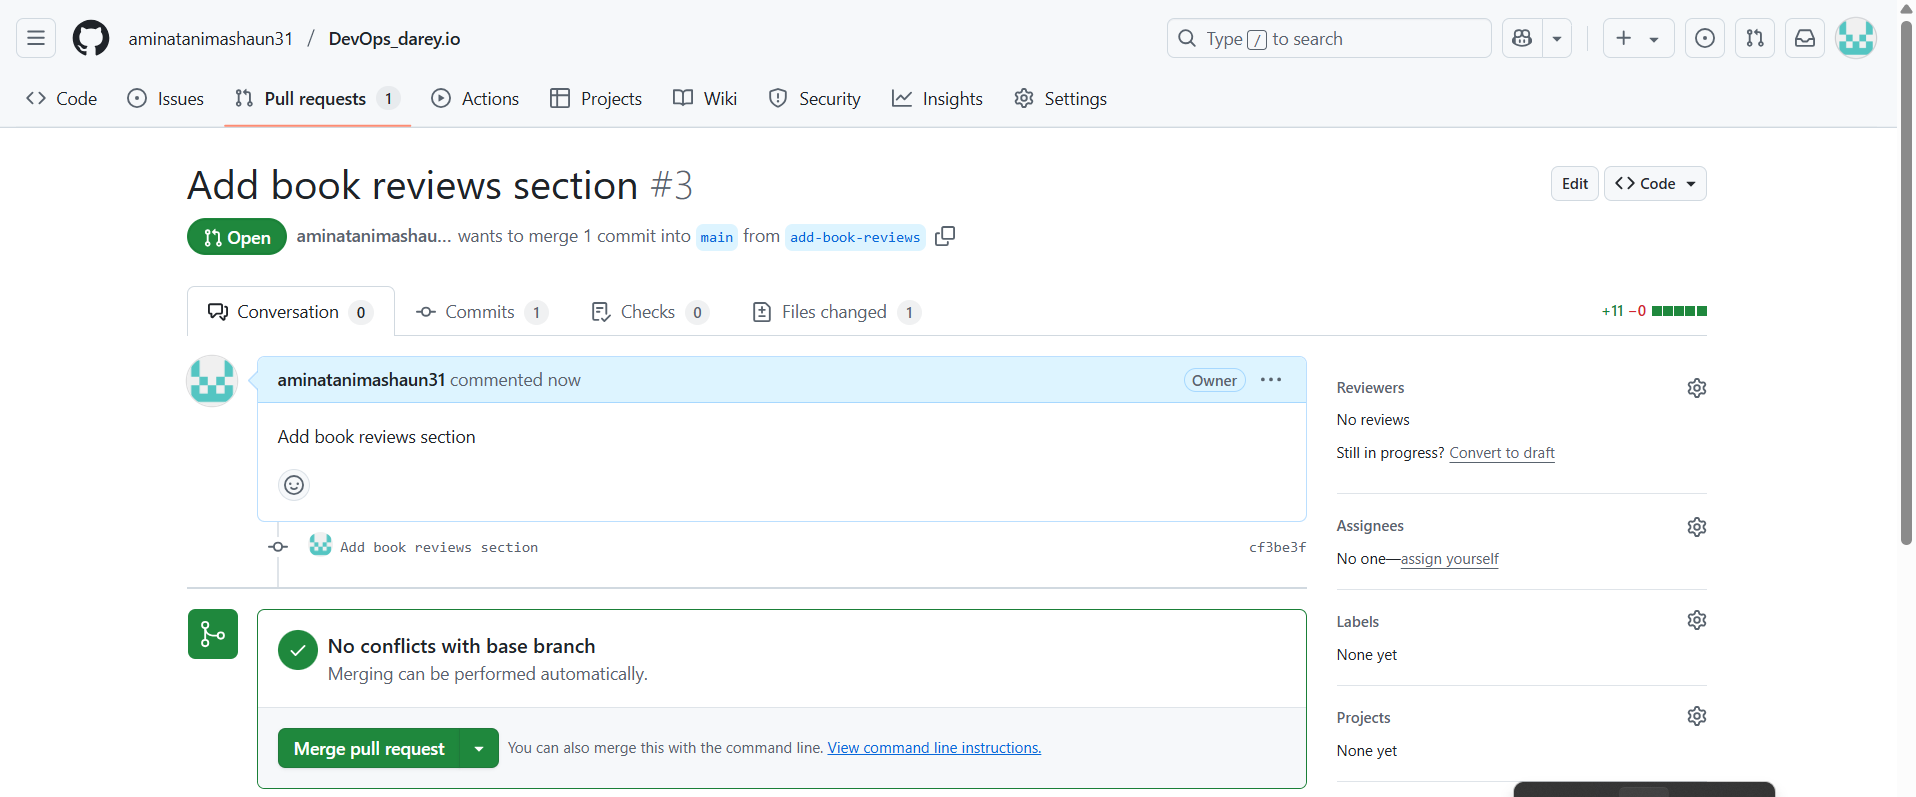 aminatanimashaun31 / DevOps_darey.io
Type / to search
Code Issues Pull requests 1 Actions Projects Wiki Security Insights Settings
Add book reviews section #3
Edit Code
Open aminatanimashau... wants to merge 1 commit into main from add-book-reviews
Conversation 0 Commits 1 Checks 0 Files changed 1 +11 −0
aminatanimashaun31 commented now Owner
Add book reviews section
Add book reviews section cf3be3f
No conflicts with base branch
Merging can be performed automatically.
Merge pull request You can also merge this with the command line. View command line instructions.
Reviewers
No reviews
Still in progress? Convert to draft
Assignees
No one—assign yourself
Labels
None yet
Projects
None yet